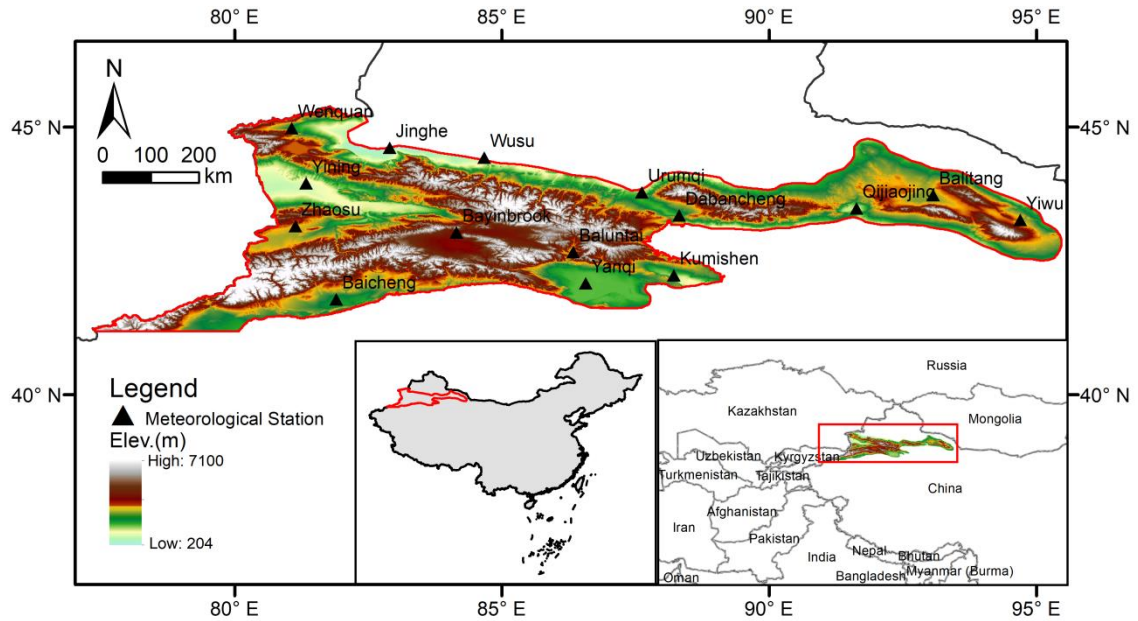 80° E 85° E 90° E 95° E
N
45° N 45° N
0 100 200
km
Wenquan
Jinghe
Wusu
Yining
Urumqi
Zhaosu
Dabancheng
Qijiaojing
Balitang
Yiwu
Bayinbrook
Baluntai
Kumishen
Yanqi
Baicheng
40° N 40° N
Legend
Meteorological Station
Elev.(m)
High: 7100
Low: 204
Russia
Kazakhstan
Mongolia
Uzbekistan
Kyrgyzstan
Turkmenistan
Tajikistan
China
Afghanistan
Iran
Pakistan
Nepal
Bhutan
India
Myanmar (Burma)
Oman
Bangladesh
80° E 85° E 90° E 95° E